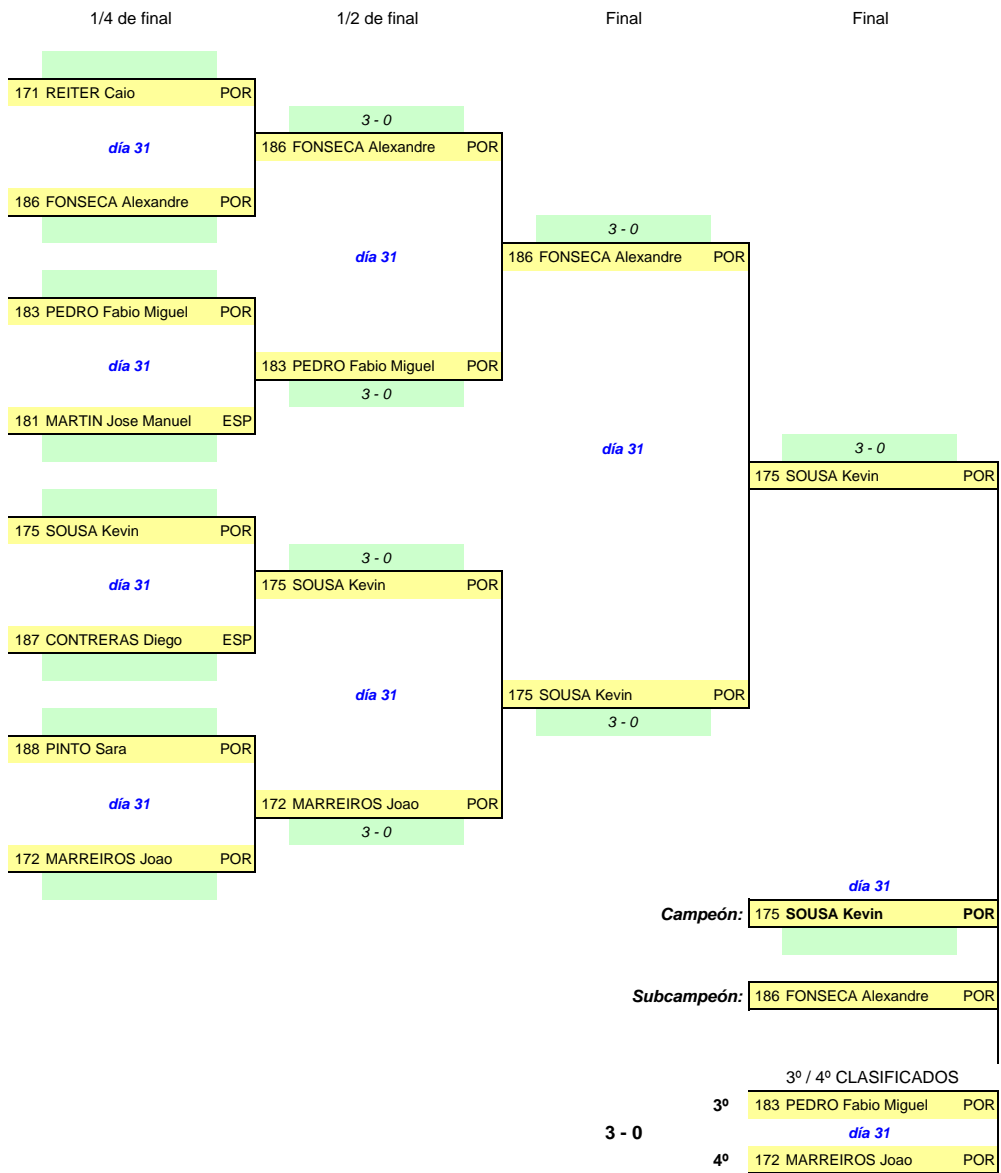 1/4 de final 1/2 de final Final Final
171 REITER Caio POR
3 - 0
día 31 186 FONSECA Alexandre POR
186 FONSECA Alexandre POR
3 - 0
día 31 186 FONSECA Alexandre POR
183 PEDRO Fabio Miguel POR
día 31 183 PEDRO Fabio Miguel POR
3 - 0
181 MARTIN Jose Manuel ESP
día 31 3 - 0
175 SOUSA Kevin POR
175 SOUSA Kevin POR
3 - 0
día 31 175 SOUSA Kevin POR
187 CONTRERAS Diego ESP
día 31 175 SOUSA Kevin POR
3 - 0
188 PINTO Sara POR
día 31 172 MARREIROS Joao POR
3 - 0
172 MARREIROS Joao POR
día 31
Campeón: 175 SOUSA Kevin POR
Subcampeón: 186 FONSECA Alexandre POR
3º / 4º CLASIFICADOS
3º 183 PEDRO Fabio Miguel POR
3 - 0 día 31
4º 172 MARREIROS Joao POR